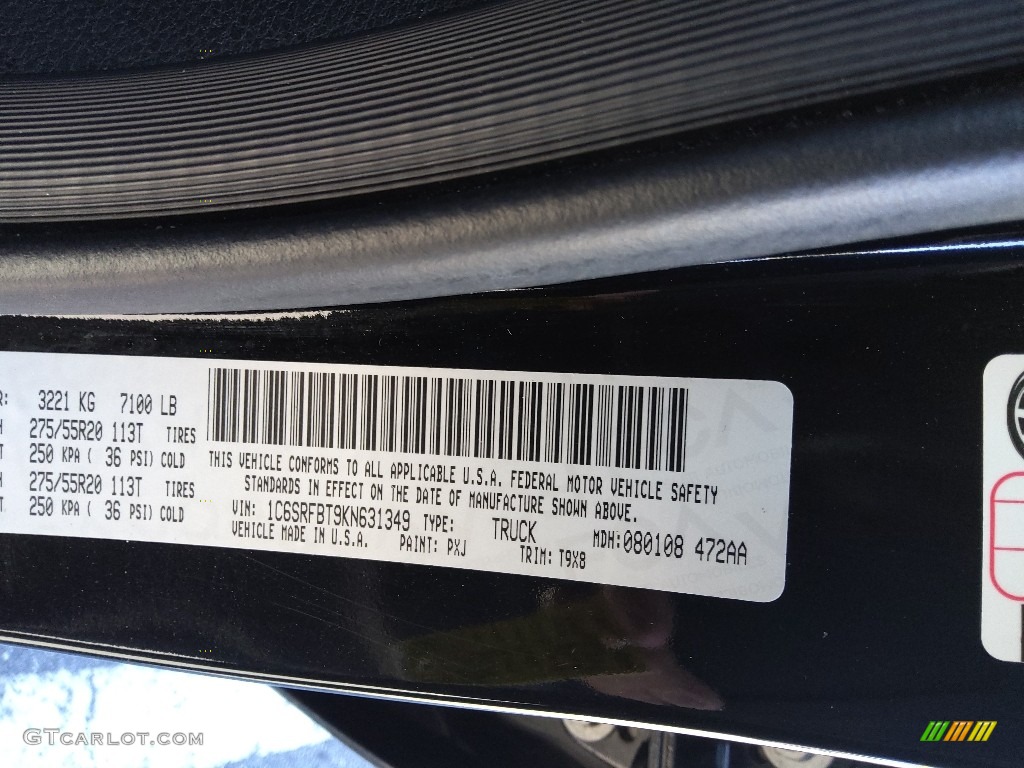 R: 3221 KG 7100 LB
275/55R20 113T TIRES
250 KPA ( 36 PSI) COLD
275/55R20 113T TIRES
250 KPA ( 36 PSI) COLD
THIS VEHICLE CONFORMS TO ALL APPLICABLE U.S.A. FEDERAL MOTOR VEHICLE SAFETY
STANDARDS IN EFFECT ON THE DATE OF MANUFACTURE SHOWN ABOVE.
VIN: 1C6SRFBT9KN631349 TYPE: TRUCK MDH:080108 472AA
VEHICLE MADE IN U.S.A. PAINT: PXJ TRIM: T9X8
GTCARLOT.COM